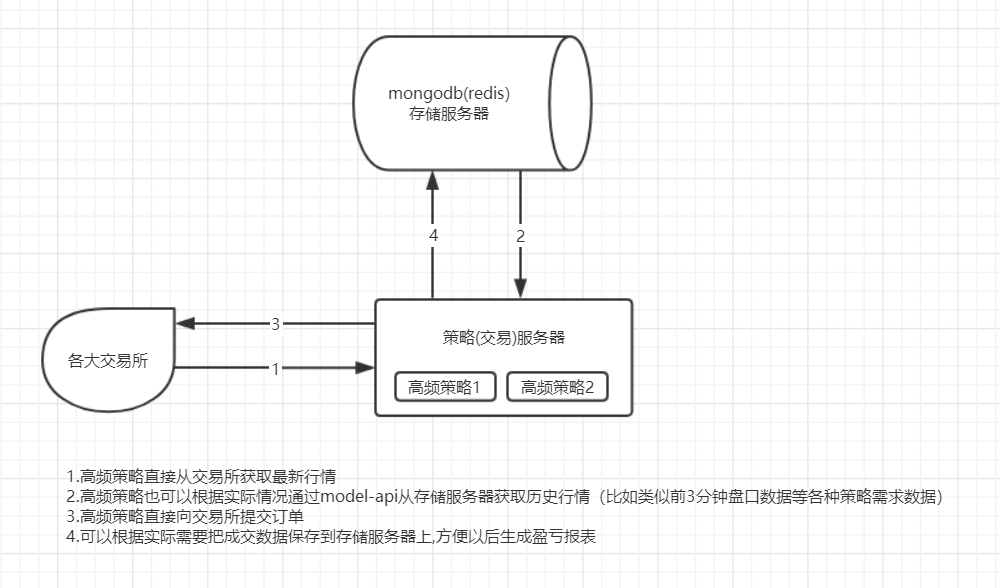 mongodb(redis)
存储服务器
4
2
3
1
各大交易所
策略(交易)服务器
高频策略1
高频策略2
1.高频策略直接从交易所获取最新行情
2.高频策略也可以根据实际情况通过model-api从存储服务器获取历史行情（比如类似前3分钟盘口数据等各种策略需求数据）
3.高频策略直接向交易所提交订单
4.可以根据实际需要把成交数据保存到存储服务器上,方便以后生成盈亏报表